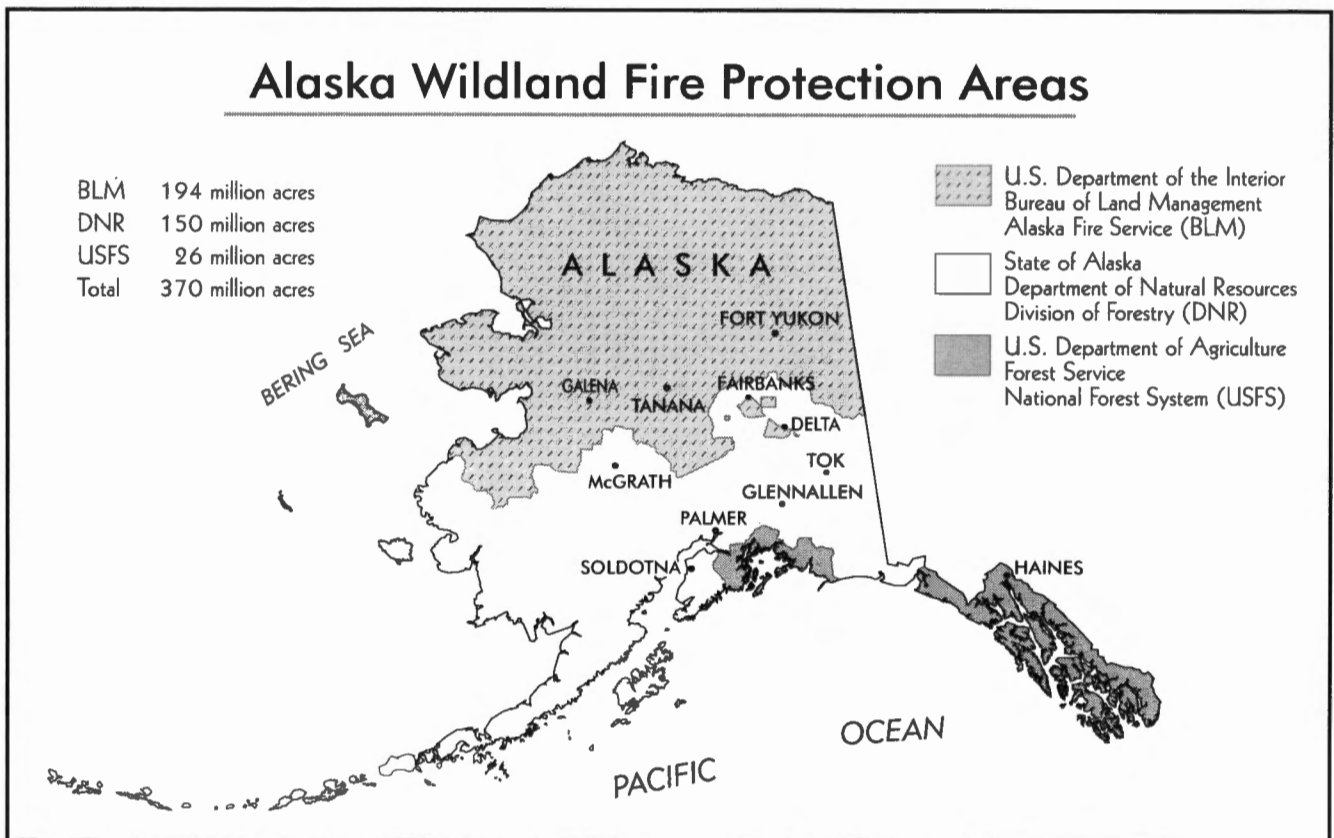 Alaska Wildland Fire Protection Areas
BLM 194 million acres
DNR 150 million acres
USFS 26 million acres
Total 370 million acres
U.S. Department of the Interior
Bureau of Land Management
Alaska Fire Service (BLM)
State of Alaska
Department of Natural Resources
Division of Forestry (DNR)
U.S. Department of Agriculture
Forest Service
National Forest System (USFS)
ALASKA
FORT YUKON
BERING SEA
GALENA
TANANA
FAIRBANKS
DELTA
TOK
McGRATH
GLENNALLEN
PALMER
SOLDOTNA
HAINES
PACIFIC
OCEAN